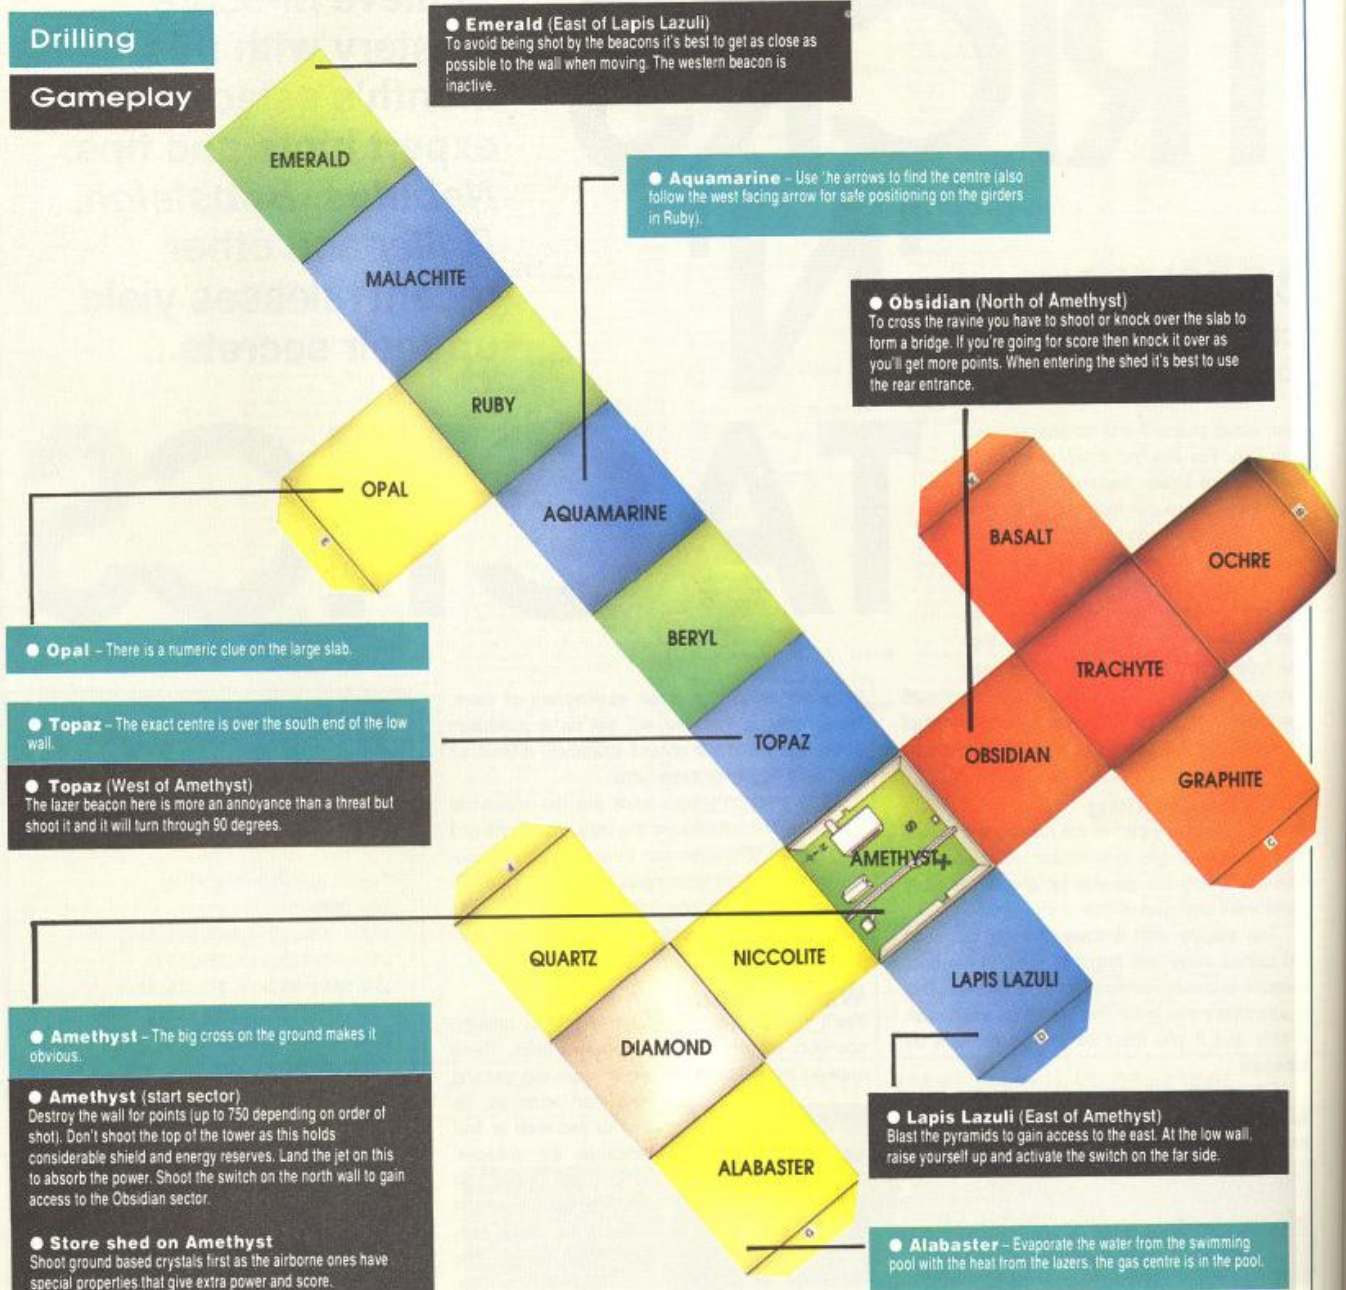 Drilling
Gameplay
● Emerald (East of Lapis Lazuli)
To avoid being shot by the beacons it's best to get as close as
possible to the wall when moving. The western beacon is
inactive.
EMERALD
● Aquamarine – Use the arrows to find the centre (also
follow the west facing arrow for safe positioning on the girders
in Ruby).
MALACHITE
● Obsidian (North of Amethyst)
To cross the ravine you have to shoot or knock over the slab to
form a bridge. If you're going for score then knock it over as
you'll get more points. When entering the shed it's best to use
the rear entrance.
RUBY
OPAL
AQUAMARINE
BASALT
OCHRE
BERYL
TRACHYTE
● Opal – There is a numeric clue on the large slab.
● Topaz – The exact centre is over the south end of the low
wall.
TOPAZ
OBSIDIAN
GRAPHITE
● Topaz (West of Amethyst)
The lazer beacon here is more an annoyance than a threat but
shoot it and it will turn through 90 degrees.
AMETHYST
QUARTZ
NICCOLITE
LAPIS LAZULI
DIAMOND
ALABASTER
● Amethyst – The big cross on the ground makes it
obvious.
● Amethyst (start sector)
Destroy the wall for points (up to 750 depending on order of
shot). Don't shoot the top of the tower as this holds
considerable shield and energy reserves. Land the jet on this
to absorb the power. Shoot the switch on the north wall to gain
access to the Obsidian sector.
● Store shed on Amethyst
Shoot ground based crystals first as the airborne ones have
special properties that give extra power and score.
● Lapis Lazuli (East of Amethyst)
Blast the pyramids to gain access to the east. At the low wall,
raise yourself up and activate the switch on the far side.
● Alabaster – Evaporate the water from the swimming
pool with the heat from the lazers, the gas centre is in the pool.